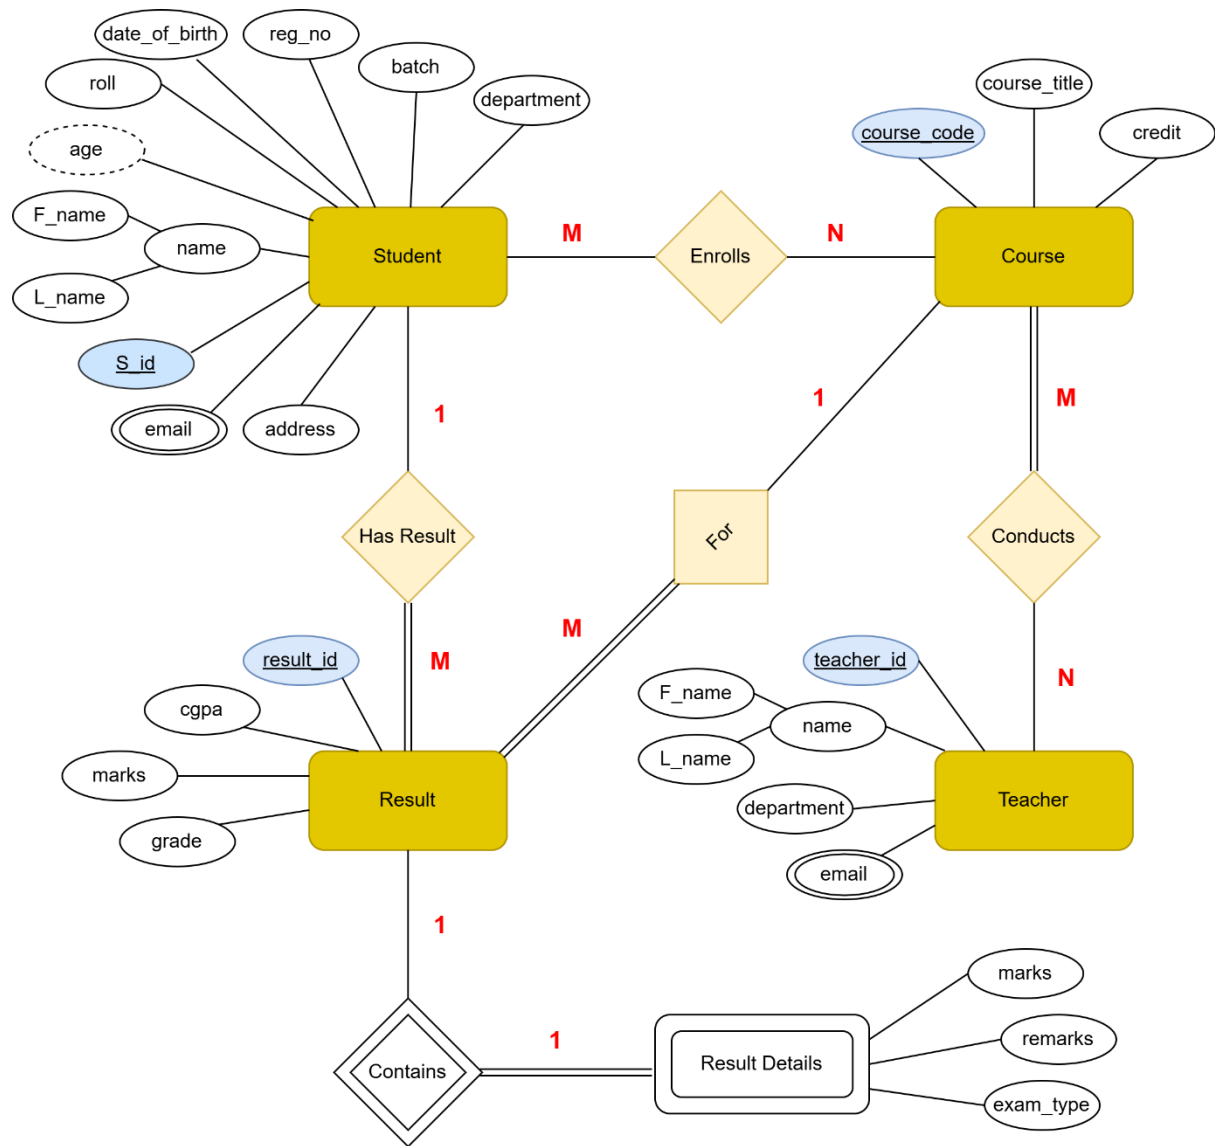 date_of_birth
reg_no
batch
department
roll
age
F_name
name
L_name
S_id
email
address
Student
M
Enrolls
N
course_title
course_code
credit
Course
1
1
M
Has Result
For
Conducts
M
M
N
result_id
cgpa
marks
grade
Result
teacher_id
F_name
name
L_name
department
email
Teacher
1
Contains
1
Result Details
marks
remarks
exam_type